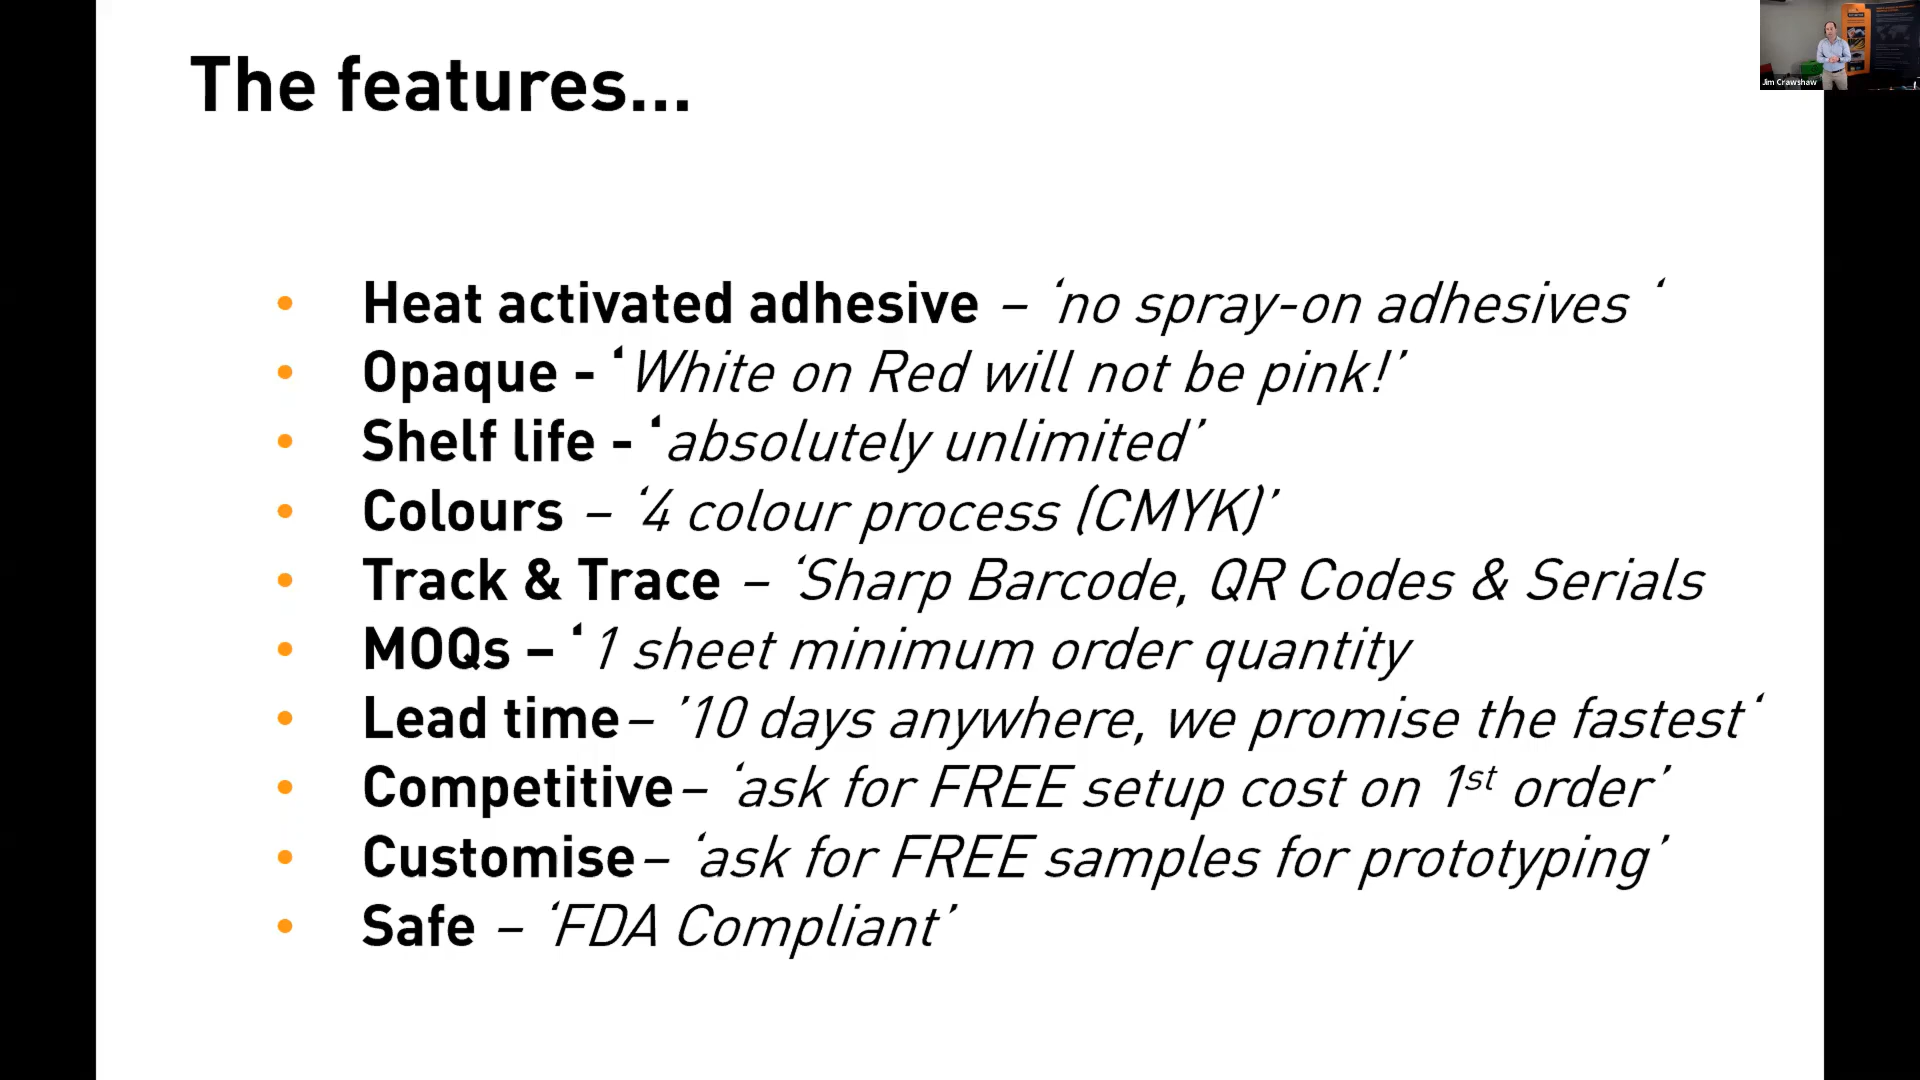 The features...
• Heat activated adhesive – ‘no spray-on adhesives ‘
• Opaque - ‘White on Red will not be pink!’
• Shelf life - ‘absolutely unlimited’
• Colours – ‘4 colour process (CMYK)’
• Track & Trace – ‘Sharp Barcode, QR Codes & Serials
• MOQs – ‘1 sheet minimum order quantity
• Lead time – ’10 days anywhere, we promise the fastest‘
• Competitive – ‘ask for FREE setup cost on 1st order’
• Customise – ‘ask for FREE samples for prototyping’
• Safe – ‘FDA Compliant’
Jim Crawshaw